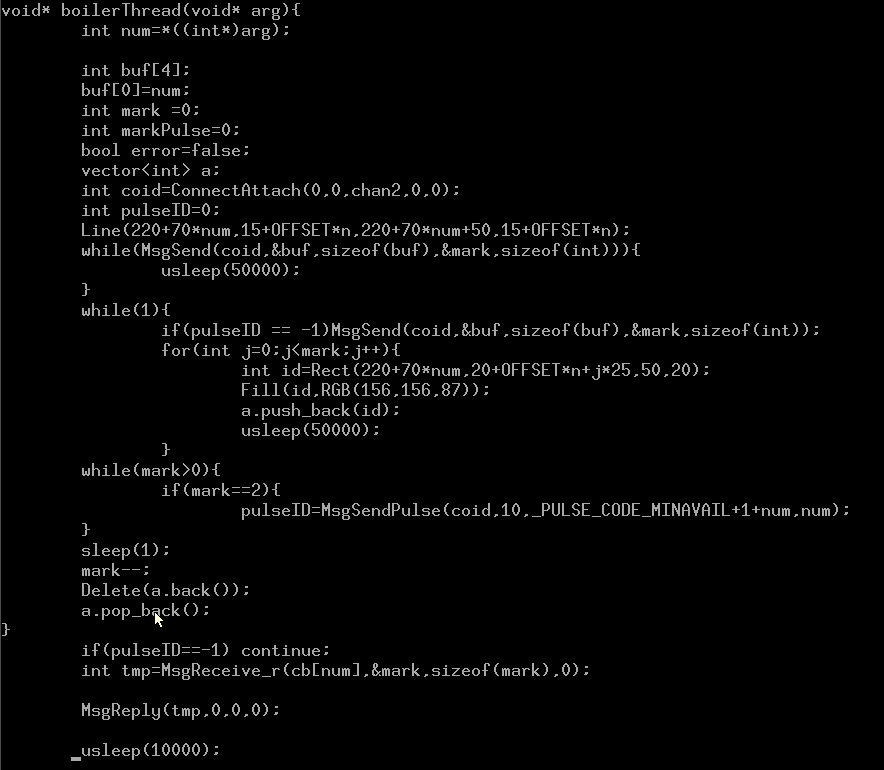 void* boilerThread(void* arg){
        int num=*((int*)arg);

        int buf[4];
        buf[0]=num;
        int mark =0;
        int markPulse=0;
        bool error=false;
        vector<int> a;
        int coid=ConnectAttach(0,0,chan2,0,0);
        int pulseID=0;
        Line(220+70*num,15+OFFSET*n,220+70*num+50,15+OFFSET*n);
        while(MsgSend(coid,&buf,sizeof(buf),&mark,sizeof(int))){
                usleep(50000);
        }
        while(1){
                if(pulseID == -1)MsgSend(coid,&buf,sizeof(buf),&mark,sizeof(int));
                for(int j=0;j<mark;j++){
                        int id=Rect(220+70*num,20+OFFSET*n+j*25,50,20);
                        Fill(id,RGB(156,156,87));
                        a.push_back(id);
                        usleep(50000);
                }
        while(mark>0){
                if(mark==2){
                        pulseID=MsgSendPulse(coid,10,_PULSE_CODE_MINAVAIL+1+num,num);
        }
        sleep(1);
        mark--;
        Delete(a.back());
        a.pop_back();
}
        if(pulseID==-1) continue;
        int tmp=MsgReceive_r(cb[num],&mark,sizeof(mark),0);

        MsgReply(tmp,0,0,0);

        usleep(10000);